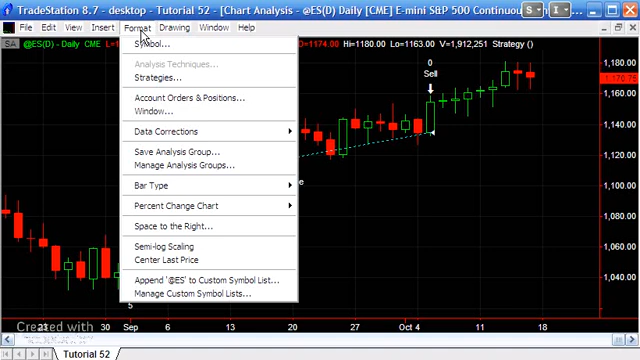 TradeStation 8.7 - desktop - Tutorial 52 - [Chart Analysis - @ES(D) Daily [CME] E-mini S&P 500 Continuous
S I
File Edit View Insert Format Drawing Window Help
SA @ES(D) Daily CME
=1174.00 Hi=1180.00 Lo=1163.00 V=1,912,251 Strategy ()
Symbol...
Analysis Techniques...
Strategies...
Account Orders & Positions...
Window...
Data Corrections
Save Analysis Group...
Manage Analysis Groups...
Bar Type
Percent Change Chart
Space to the Right...
Semi-log Scaling
Center Last Price
Append '@ES' to Custom Symbol List...
Manage Custom Symbol Lists...
0
Sell
1,180.00
1,170.75
1,160.00
1,140.00
1,120.00
1,100.00
1,080.00
1,060.00
1,040.00
5
Created with
23 30 Sep 13 20 27 Oct 4 11 18
Tutorial 52